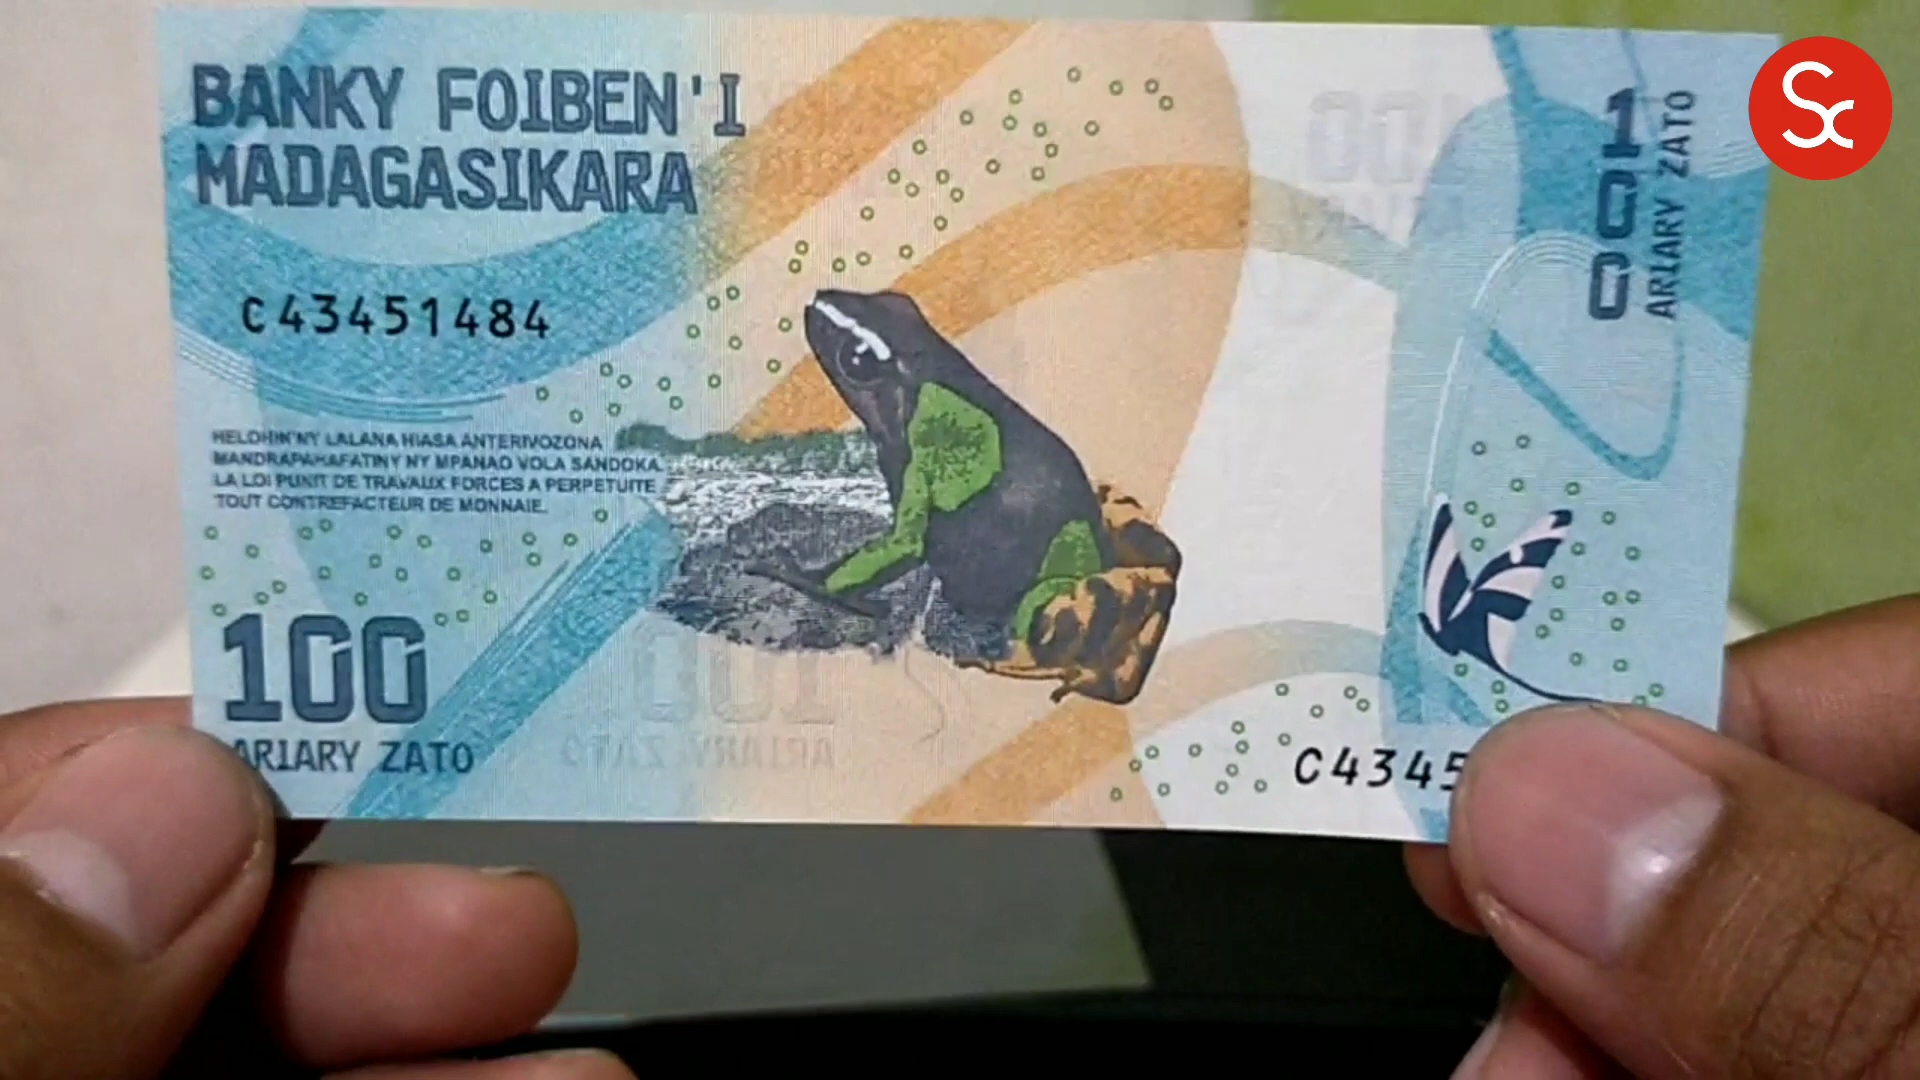 BANKY FOIBEN'I
MADAGASIKARA
C43451484
HELOHIN'NY LALANA HIASA ANTERIVOZONA
MANDRAPAHAFATINY NY MPANAO VOLA SANDOKA.
LA LOI PUNIT DE TRAVAUX FORCES A PERPETUITE
TOUT CONTREFACTEUR DE MONNAIE.
100
ARIARY ZATO
100
ARIARY ZATO
C4345
SX